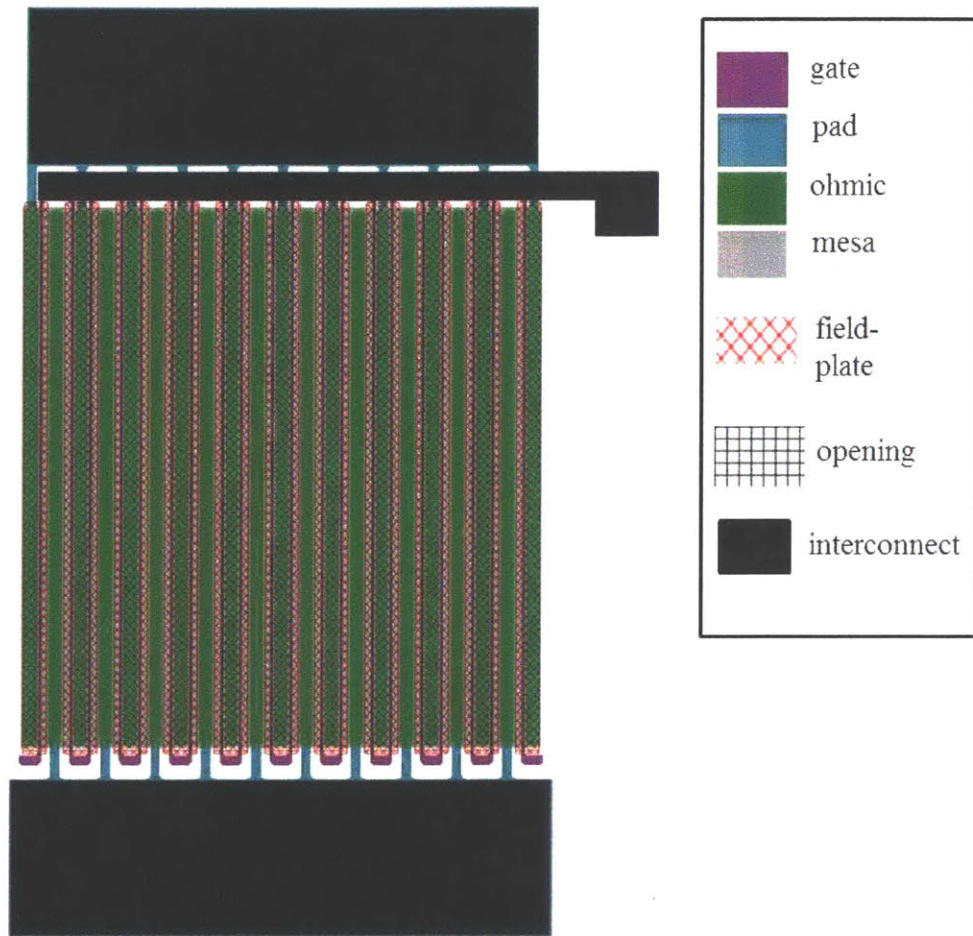 gate
pad
ohmic
mesa
field-
plate
opening
interconnect